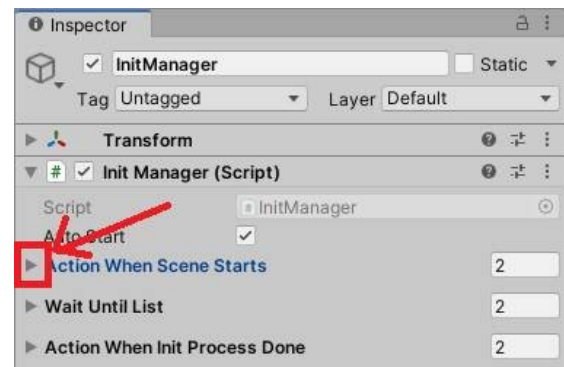 Inspector
InitManager Static
Tag Untagged Layer Default
Transform
# Init Manager (Script)
Script InitManager
Auto Start
Action When Scene Starts 2
Wait Until List 2
Action When Init Process Done 2